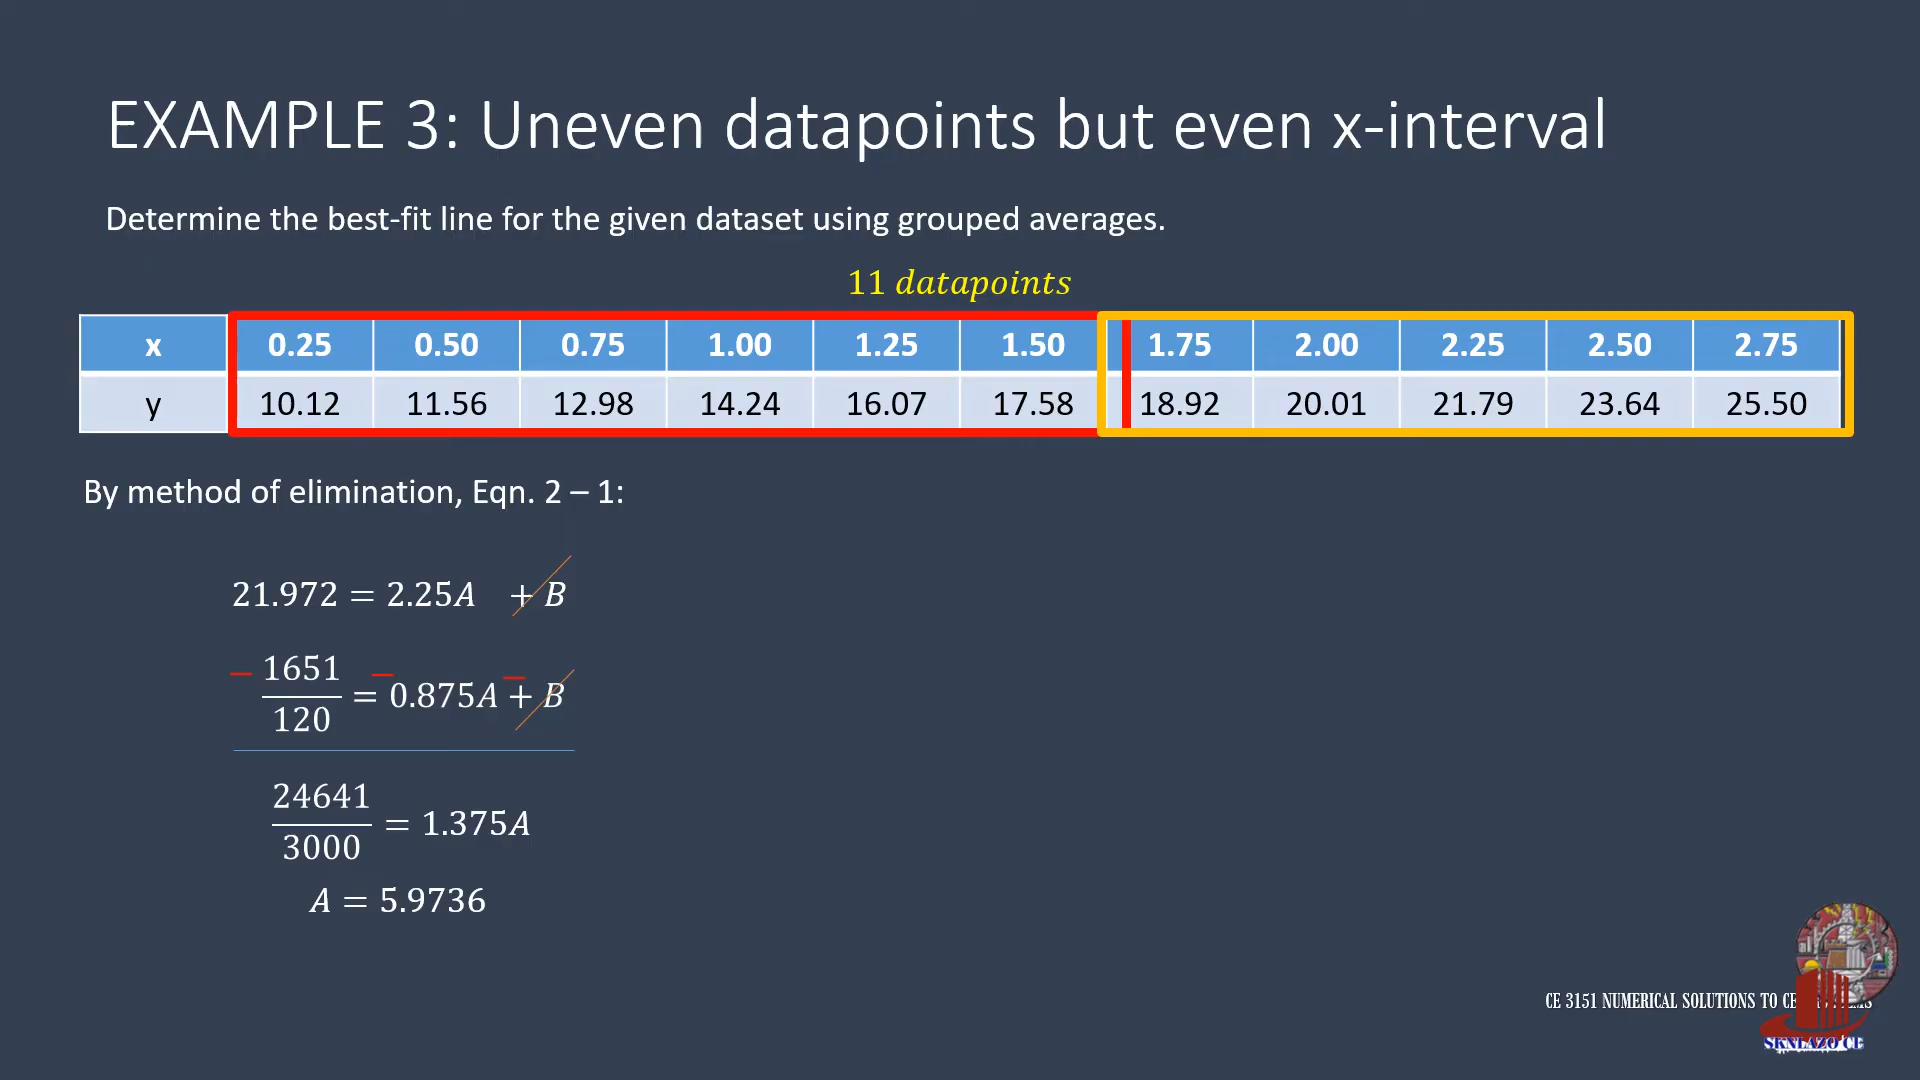 EXAMPLE 3: Uneven datapoints but even x-interval
Determine the best-fit line for the given dataset using grouped averages.
11 datapoints
x 0.25 0.50 0.75 1.00 1.25 1.50 1.75 2.00 2.25 2.50 2.75
y 10.12 11.56 12.98 14.24 16.07 17.58 18.92 20.01 21.79 23.64 25.50
By method of elimination, Eqn. 2 – 1:
21.972 = 2.25A + B
− 1651/120 =− 0.875A −+ B
24641/3000 = 1.375A
A = 5.9736
CE 3151 NUMERICAL SOLUTIONS TO CE
SKNLAZO CE